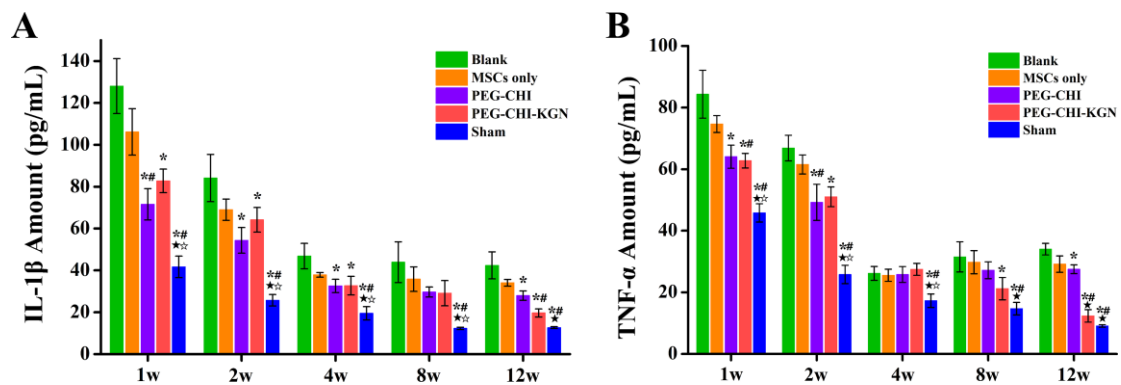 A
IL-1β Amount (pg/mL)
140
120
100
80
60
40
20
0
Blank
MSCs only
PEG-CHI
PEG-CHI-KGN
Sham
*#
*
*#
★☆
*
*
*#
★☆
*
*
*#
★☆
*#
★☆
*
*#
*#
★
1w
2w
4w
8w
12w
B
TNF-α Amount (pg/mL)
100
80
60
40
20
0
Blank
MSCs only
PEG-CHI
PEG-CHI-KGN
Sham
*
*#
*#
★☆
*#
*
*#
★☆
*#
★☆
*
*#
★
*
*#
★
*#
★
1w
2w
4w
8w
12w